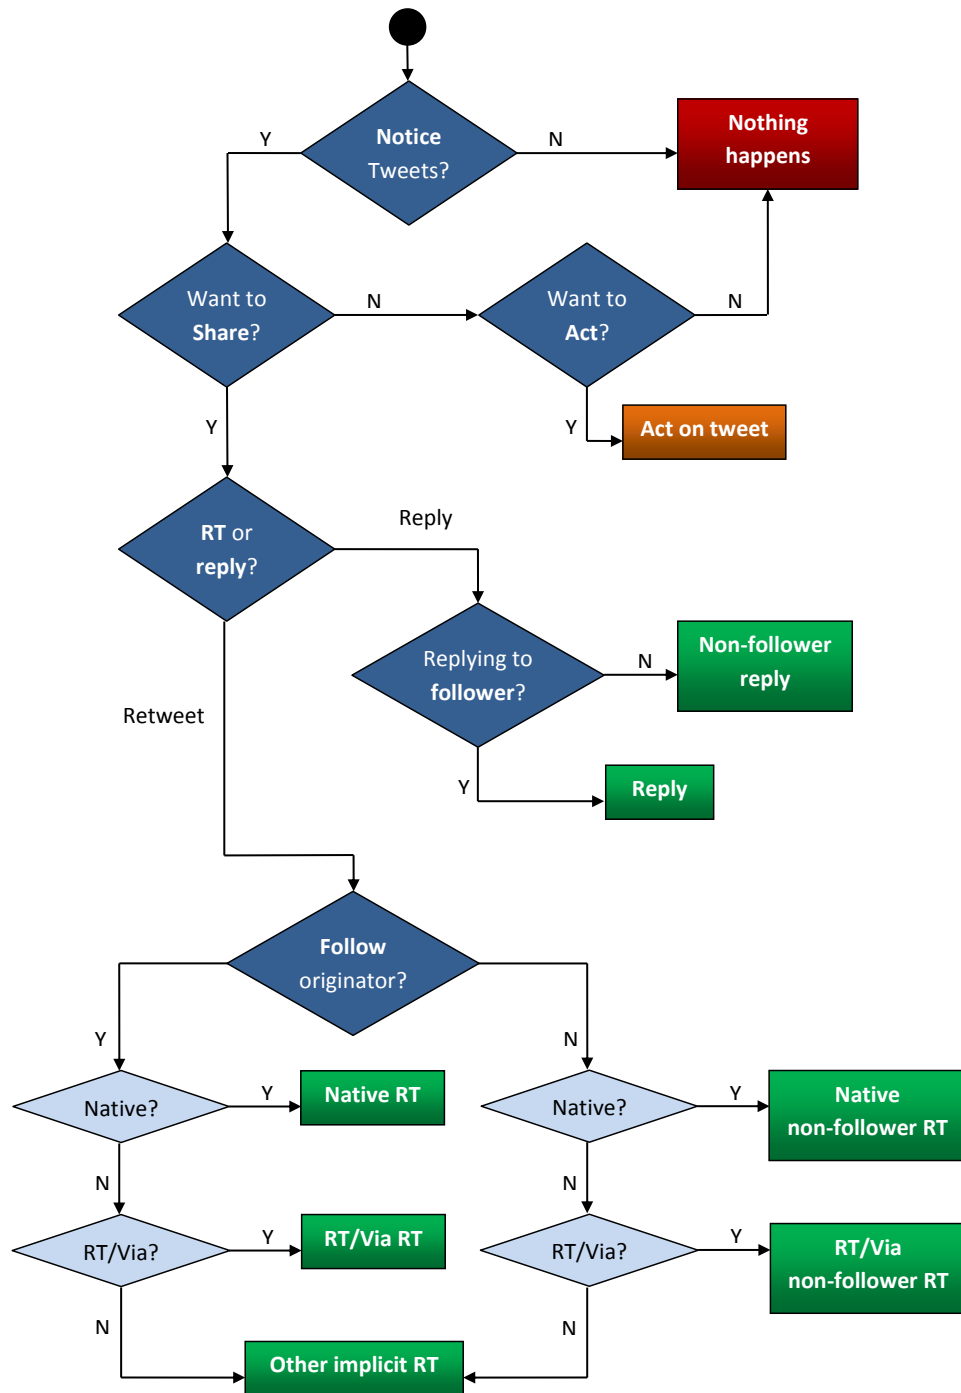 Notice
Tweets?
Y
N
Nothing
happens
Want to
Share?
N
Want to
Act?
N
Y
Y
Act on tweet
RT or
reply?
Reply
Replying to
follower?
N
Non-follower
reply
Retweet
Y
Reply
Follow
originator?
Y
N
Native?
Y
Native RT
Native?
Y
Native
non-follower RT
N
N
RT/Via?
Y
RT/Via RT
RT/Via?
Y
RT/Via
non-follower RT
N
N
Other implicit RT